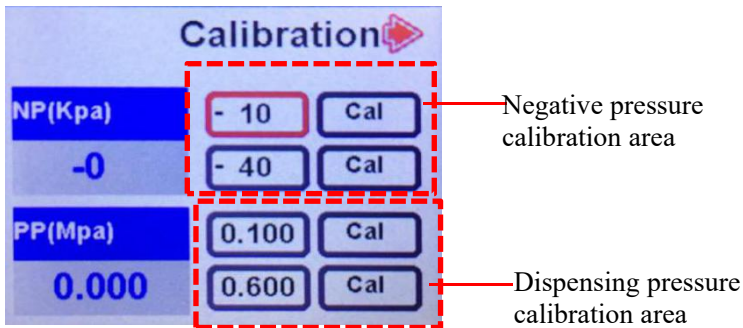 Calibration
NP(Kpa)
- 10 Cal
-0
- 40 Cal
PP(Mpa)
0.100 Cal
0.000
0.600 Cal
Negative pressure
calibration area
Dispensing pressure
calibration area